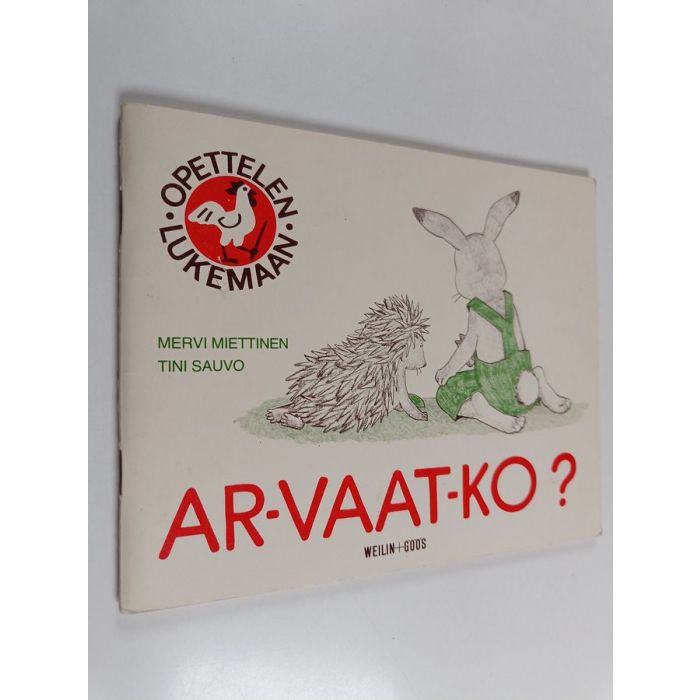 • OPETTELEN •
LUKEMAAN
MERVI MIETTINEN
TINI SAUVO
AR-VAAT-KO?
WEILIN+GÖÖS